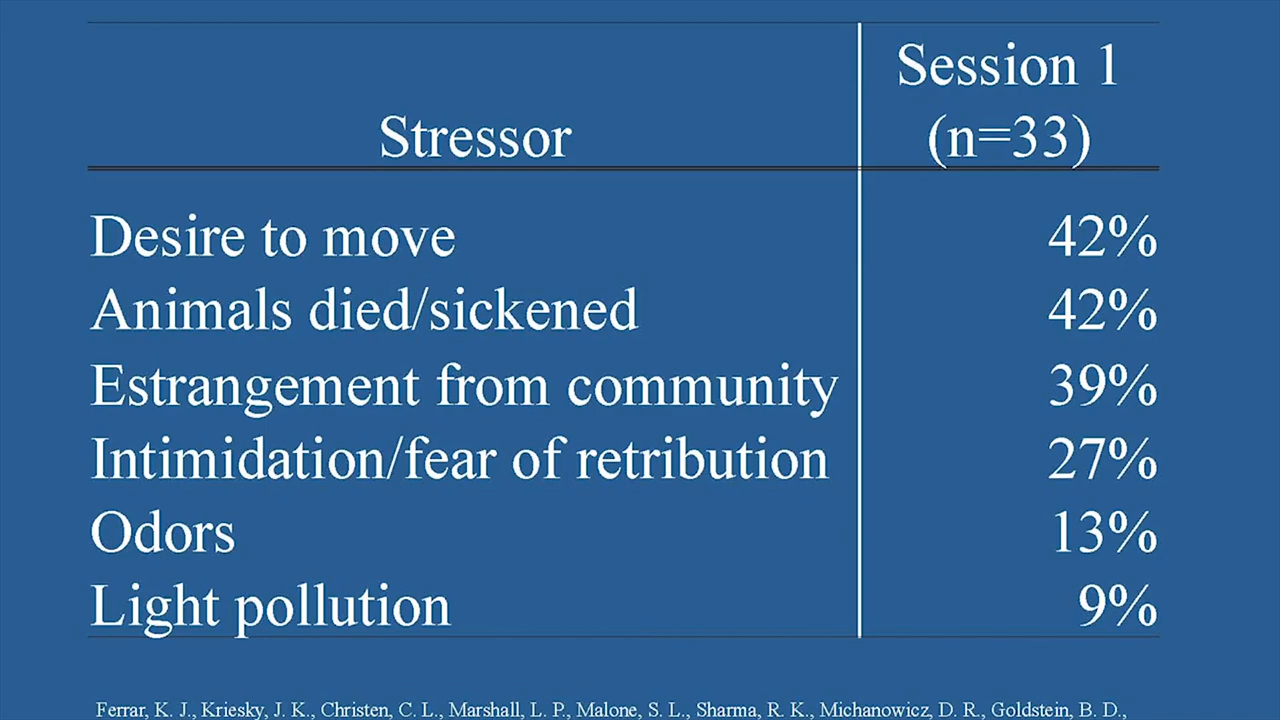 Session 1
Stressor (n=33)
Desire to move 42%
Animals died/sickened 42%
Estrangement from community 39%
Intimidation/fear of retribution 27%
Odors 13%
Light pollution 9%
Ferrar, K. J., Kriesky, J. K., Christen, C. L., Marshall, L. P., Malone, S. L., Sharma, R. K., Michanowicz, D. R., Goldstein, B. D.,